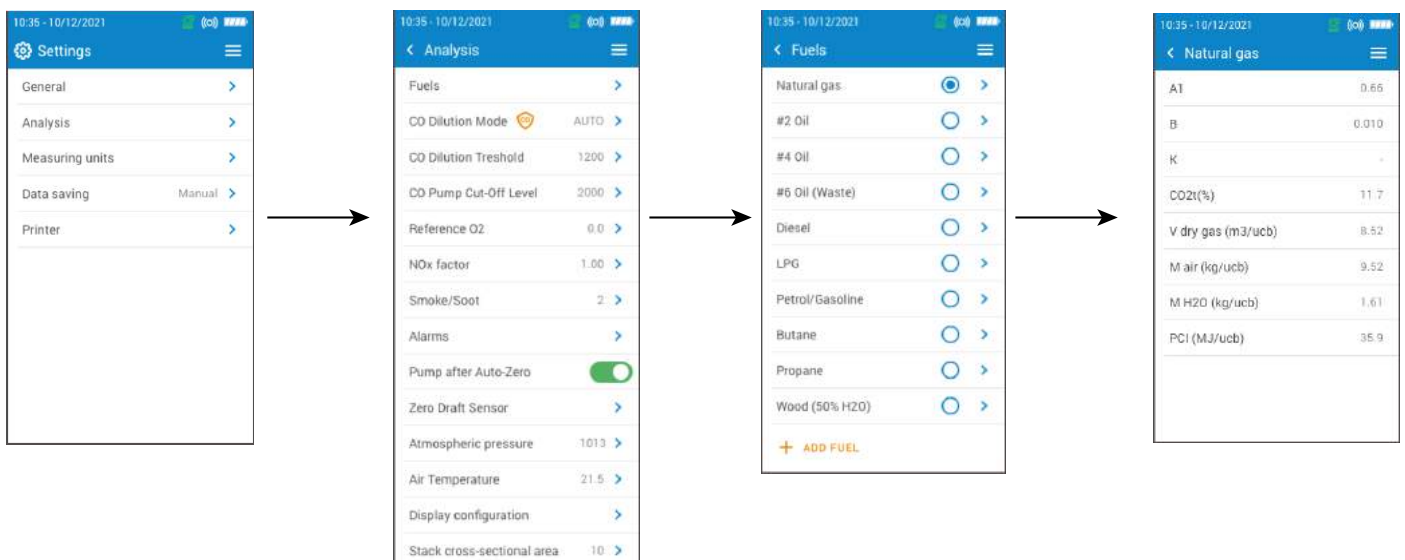 10:35 - 10/12/2021
Settings
General
Analysis
Measuring units
Data saving Manual
Printer
10:35 - 10/12/2021
Analysis
Fuels
CO Dilution Mode CO AUTO
CO Dilution Treshold 1200
CO Pump Cut-Off Level 2000
Reference O2 0.0
NOx factor 1.00
Smoke/Soot 2
Alarms
Pump after Auto-Zero
Zero Draft Sensor
Atmospheric pressure 1013
Air Temperature 21.5
Display configuration
Stack cross-sectional area 10
10:35 - 10/12/2021
Fuels
Natural gas
#2 Oil
#4 Oil
#6 Oil (Waste)
Diesel
LPG
Petrol/Gasoline
Butane
Propane
Wood (50% H2O)
+ ADD FUEL
10:35 - 10/12/2021
Natural gas
A1 0.66
B 0.010
K -
CO2t(%) 11.7
V dry gas (m3/ucb) 8.52
M air (kg/ucb) 9.52
M H2O (kg/ucb) 1.61
PCI (MJ/ucb) 35.9